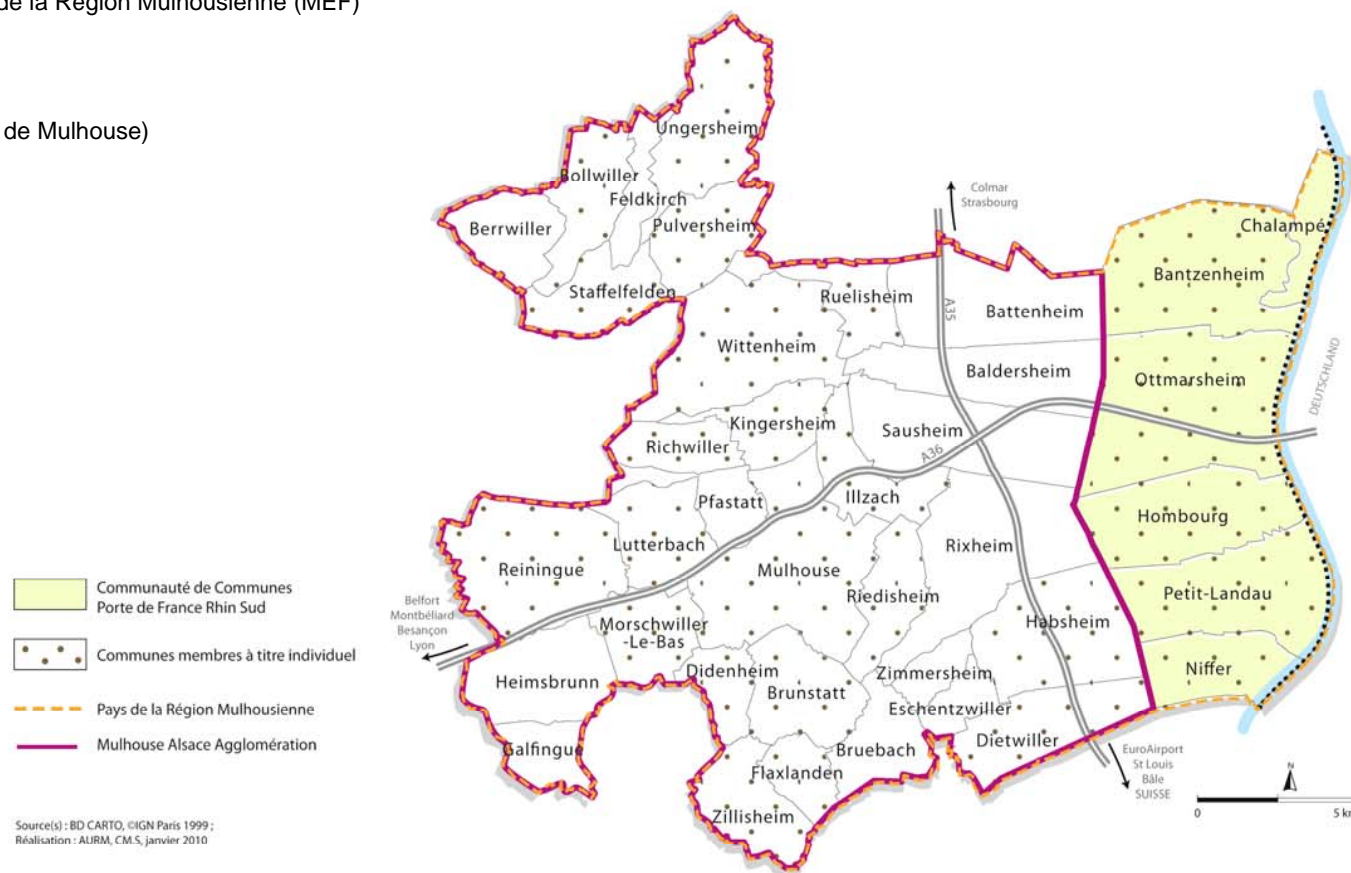 de la Région Mulhousienne (MEF)
de Mulhouse)
Ungersheim
Bollwiller
Feldkirch
Berrwiller
Pulversheim
Staffelfelden
Colmar
Strasbourg
Chalampé
Bantzenheim
Ruelisheim
A35
Battenheim
Wittenheim
Baldersheim
Ottmarsheim
DEUTSCHLAND
Kingersheim
Sausheim
Richwiller
A36
Pfastatt
Illzach
Hombourg
Lutterbach
Rixheim
Reiningue
Mulhouse
Riedisheim
Petit-Landau
Belfort
Montbéliard
Besançon
Lyon
Morschwiller
-Le-Bas
Habsheim
Didenheim
Zimmersheim
Niffer
Heimsbrunn
Brunstatt
Eschentzwiller
Dietwiller
Galfingue
Bruebach
Flaxlanden
Zillisheim
EuroAirport
St Louis
Bâle
SUISSE
N
0
5 km
Communauté de Communes
Porte de France Rhin Sud
Communes membres à titre individuel
Pays de la Région Mulhousienne
Mulhouse Alsace Agglomération
Source(s) : BD CARTO, ©IGN Paris 1999 ;
Réalisation : AURM, CM.S, janvier 2010